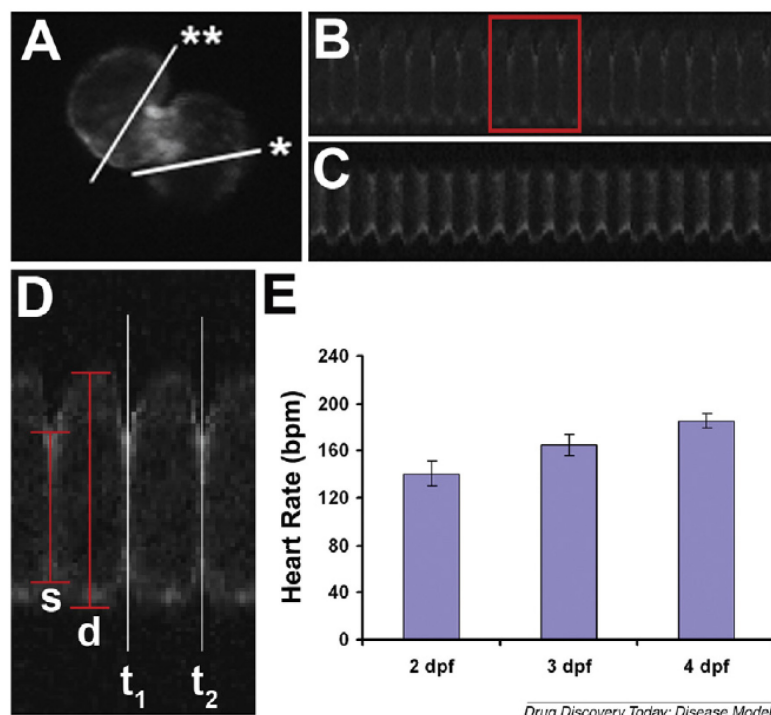 A
**
*
B
C
D
s
d
t1
t2
E
Heart Rate (bpm)
240
200
160
120
80
40
0
2 dpf
3 dpf
4 dpf
Drug Discovery Today: Disease Model